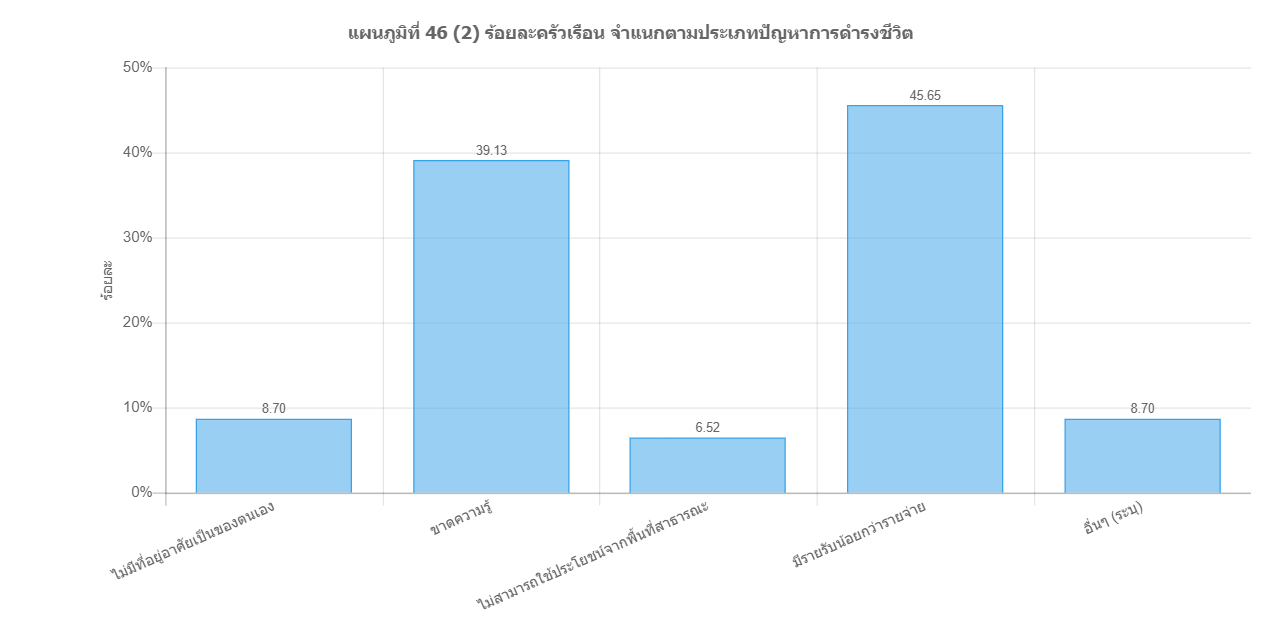 แผนภูมิที่ 46 (2) ร้อยละครัวเรือน จำแนกตามประเภทปัญหาการดำรงชีวิต
50%
40%
30%
20%
10%
0%
ร้อยละ
8.70
39.13
6.52
45.65
8.70
ไม่มีที่อยู่อาศัยเป็นของตนเอง
ขาดความรู้
ไม่สามารถใช้ประโยชน์จากพื้นที่สาธารณะ
มีรายรับน้อยกว่ารายจ่าย
อื่นๆ (ระบุ)